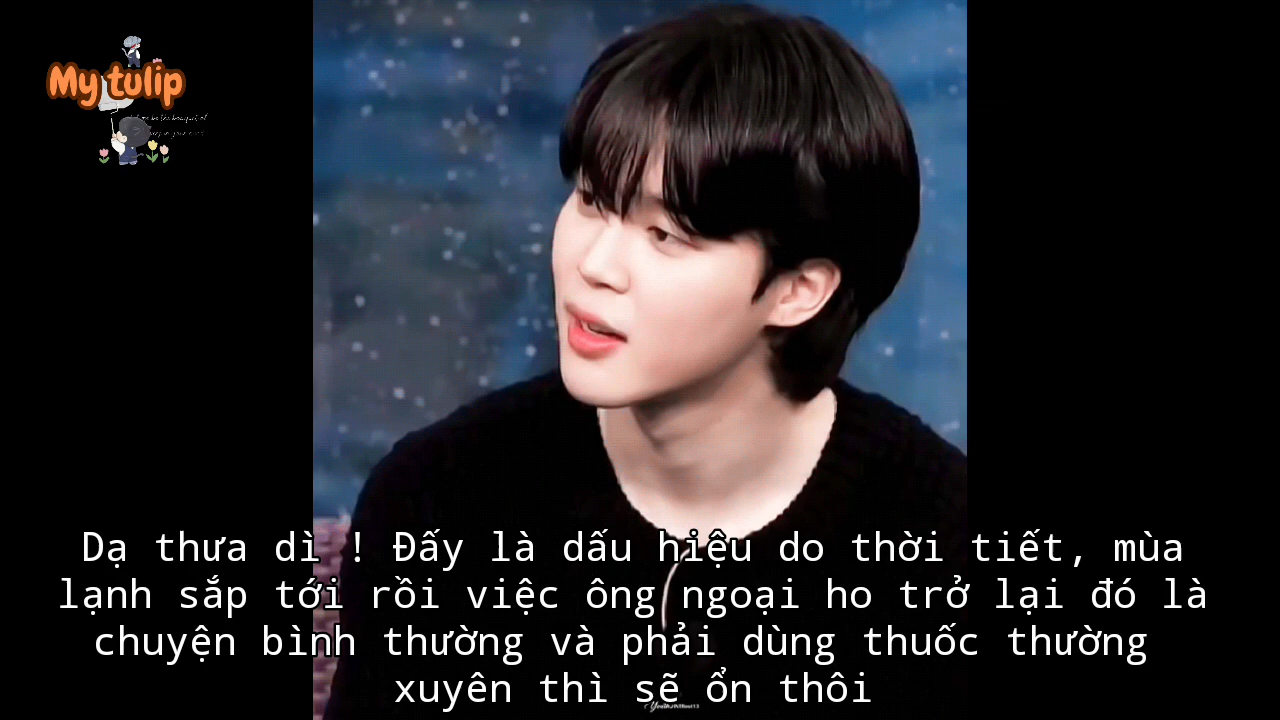 My tulip
Dạ thưa dì ! Đấy là dấu hiệu do thời tiết, mùa
lạnh sắp tới rồi việc ông ngoại ho trở lại đó là
chuyện bình thường và phải dùng thuốc thường
xuyên thì sẽ ổn thôi